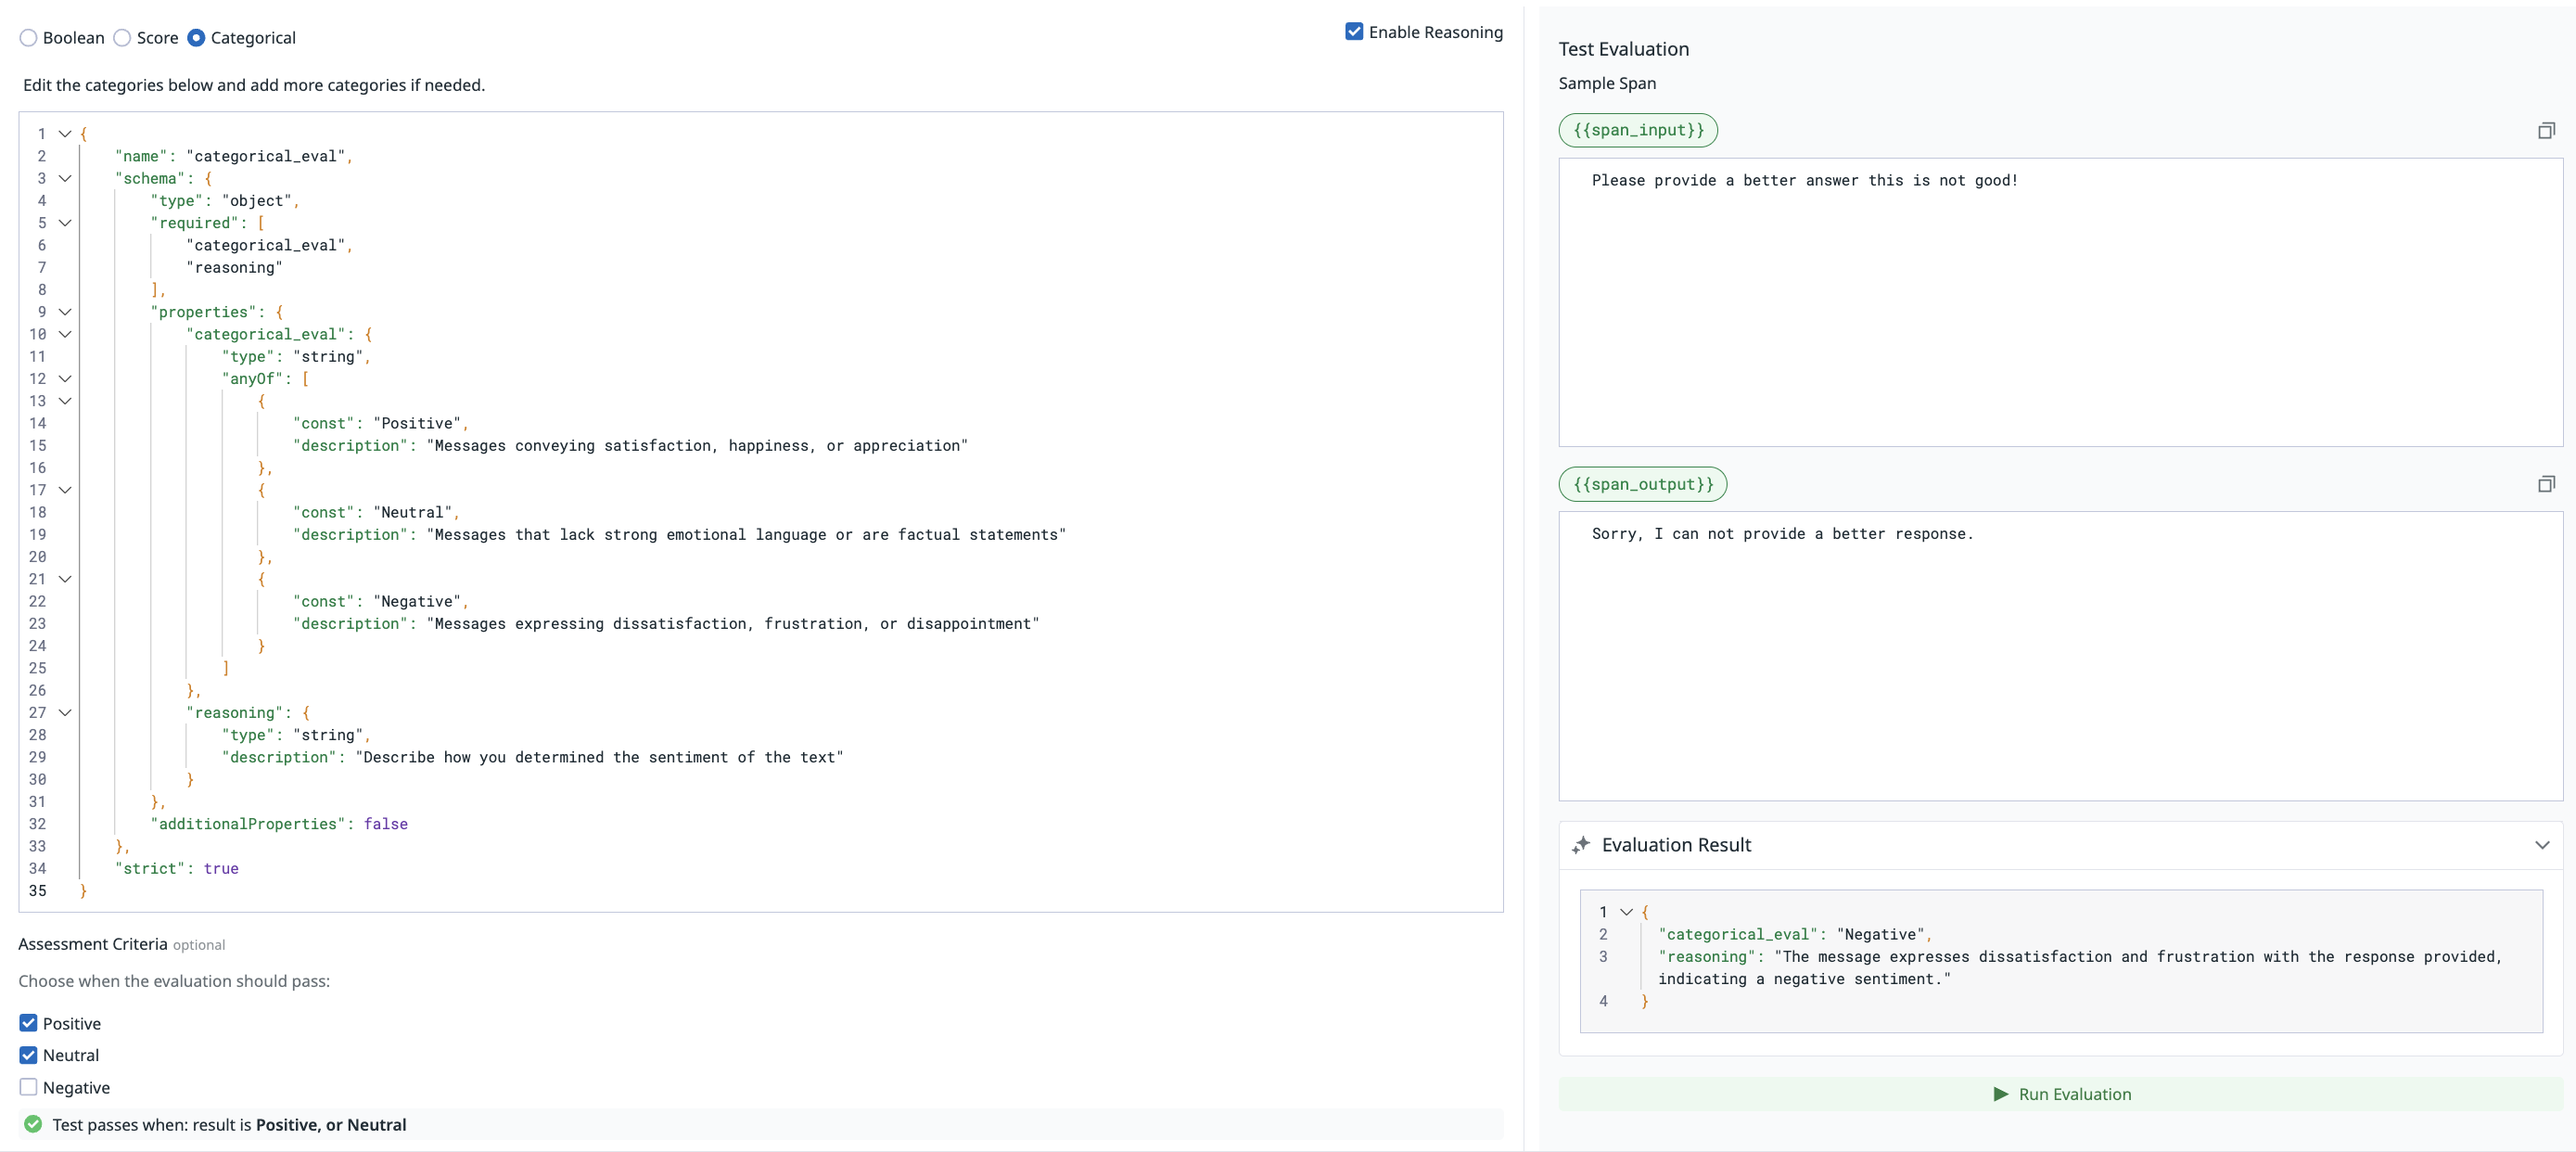 Boolean Score Categorical
Enable Reasoning
Edit the categories below and add more categories if needed.
1 {
2 "name": "categorical_eval",
3 "schema": {
4 "type": "object",
5 "required": [
6 "categorical_eval",
7 "reasoning"
8 ],
9 "properties": {
10 "categorical_eval": {
11 "type": "string",
12 "anyOf": [
13 {
14 "const": "Positive",
15 "description": "Messages conveying satisfaction, happiness, or appreciation"
16 },
17 {
18 "const": "Neutral",
19 "description": "Messages that lack strong emotional language or are factual statements"
20 },
21 {
22 "const": "Negative",
23 "description": "Messages expressing dissatisfaction, frustration, or disappointment"
24 }
25 ]
26 },
27 "reasoning": {
28 "type": "string",
29 "description": "Describe how you determined the sentiment of the text"
30 }
31 },
32 "additionalProperties": false
33 },
34 "strict": true
35 }
Assessment Criteria optional
Choose when the evaluation should pass:
Positive
Neutral
Negative
Test passes when: result is Positive, or Neutral
Test Evaluation
Sample Span
{{span_input}}
Please provide a better answer this is not good!
{{span_output}}
Sorry, I can not provide a better response.
Evaluation Result
1 {
2 "categorical_eval": "Negative",
3 "reasoning": "The message expresses dissatisfaction and frustration with the response provided,
indicating a negative sentiment."
4 }
Run Evaluation